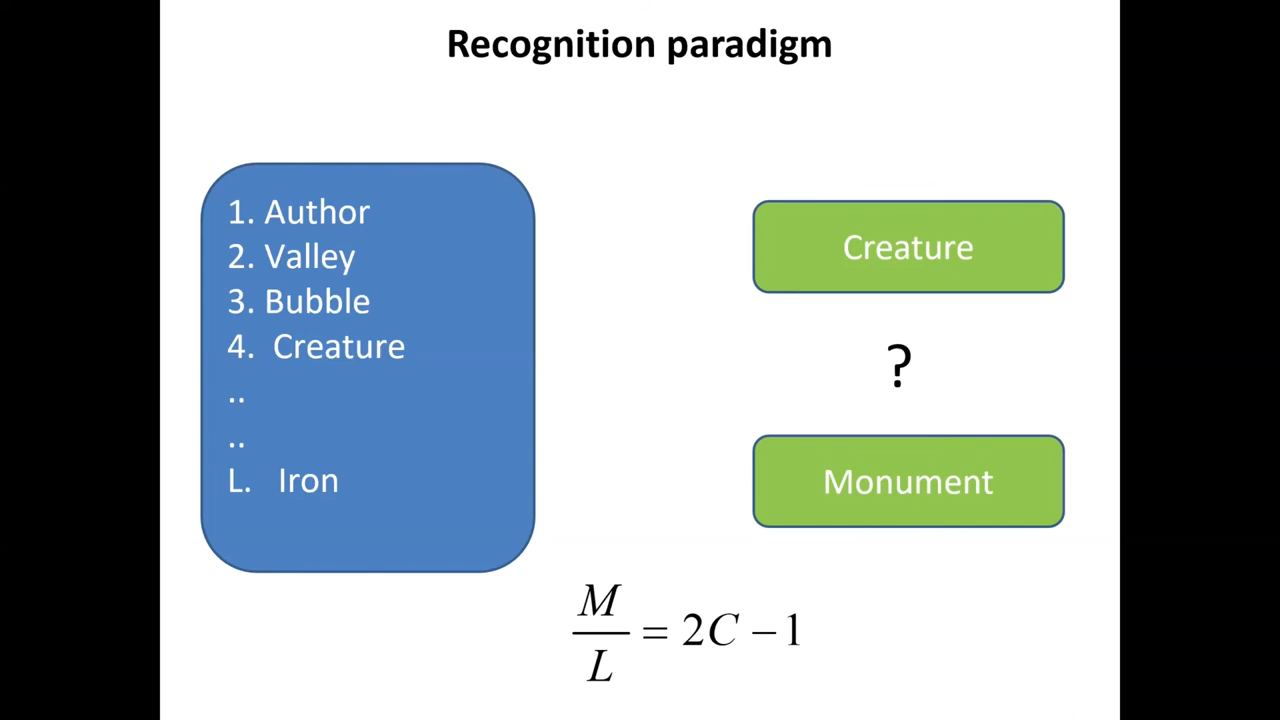 Recognition paradigm
1. Author
2. Valley
3. Bubble
4. Creature
..
..
L. Iron
Creature
?
Monument
M/L = 2C − 1